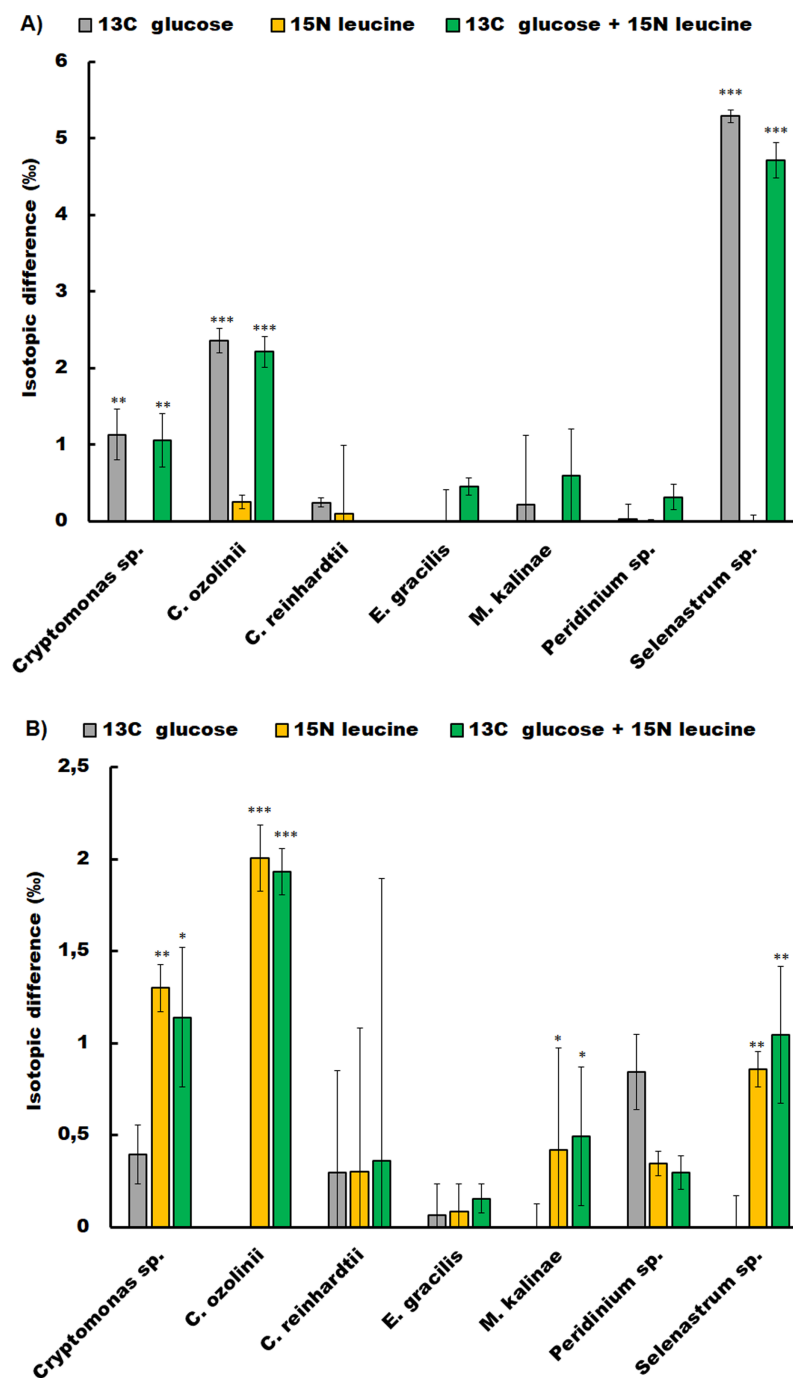 A) 13C glucose 15N leucine 13C glucose + 15N leucine
Isotopic difference (‰)
6
5
4
3
2
1
0
** ** *** *** *** ***
Cryptomonas sp.
C. ozolinii
C. reinhardtii
E. gracilis
M. kalinae
Peridinium sp.
Selenastrum sp.
B) 13C glucose 15N leucine 13C glucose + 15N leucine
Isotopic difference (‰)
2,5
2
1,5
1
0,5
0
** * *** *** * * ** **
Cryptomonas sp.
C. ozolinii
C. reinhardtii
E. gracilis
M. kalinae
Peridinium sp.
Selenastrum sp.